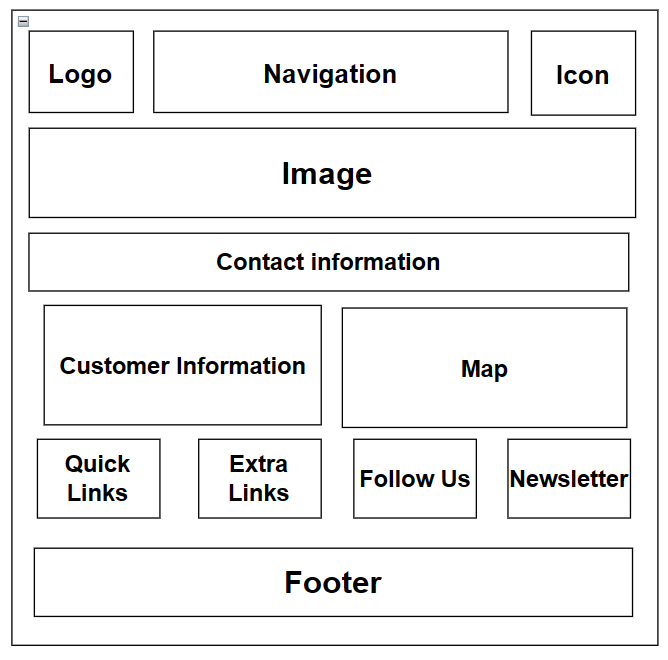 Logo
Navigation
Icon
Image
Contact information
Customer Information
Map
Quick
Links
Extra
Links
Follow Us
Newsletter
Footer